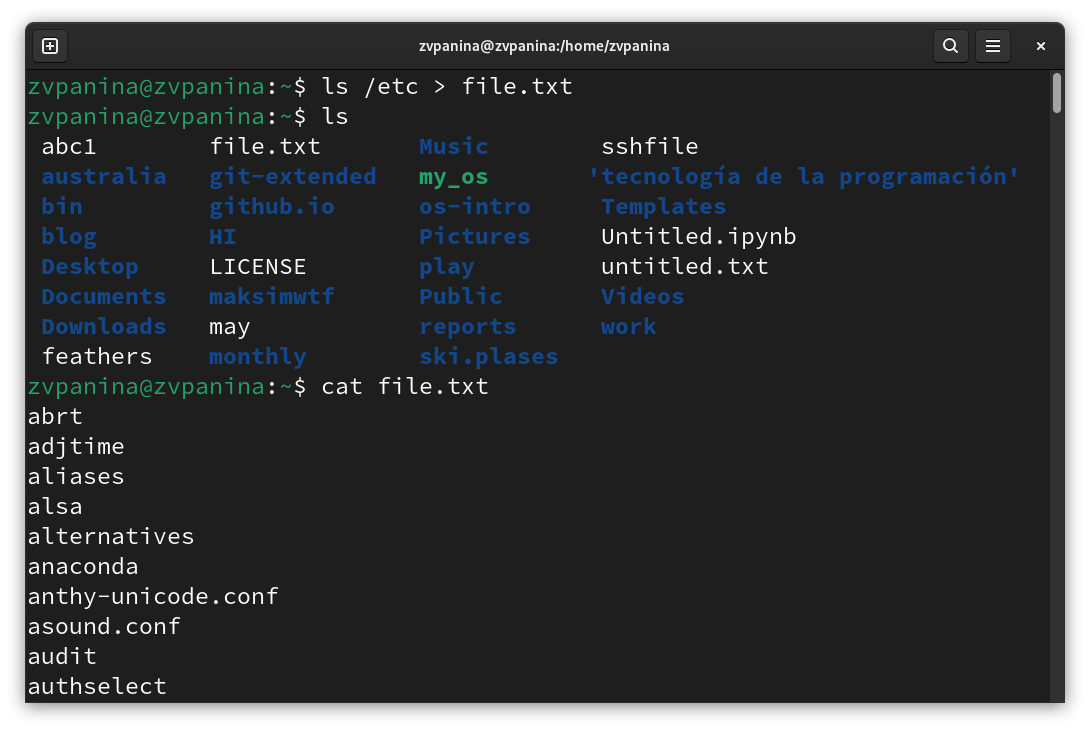 zvpanina@zvpanina:/home/zvpanina
zvpanina@zvpanina:~$ ls /etc > file.txt
zvpanina@zvpanina:~$ ls
abc1 file.txt Music sshfile
australia git-extended my_os 'tecnología de la programación'
bin github.io os-intro Templates
blog HI Pictures Untitled.ipynb
Desktop LICENSE play untitled.txt
Documents maksimwtf Public Videos
Downloads may reports work
feathers monthly ski.plases
zvpanina@zvpanina:~$ cat file.txt
abrt
adjtime
aliases
alsa
alternatives
anaconda
anthy-unicode.conf
asound.conf
audit
authselect